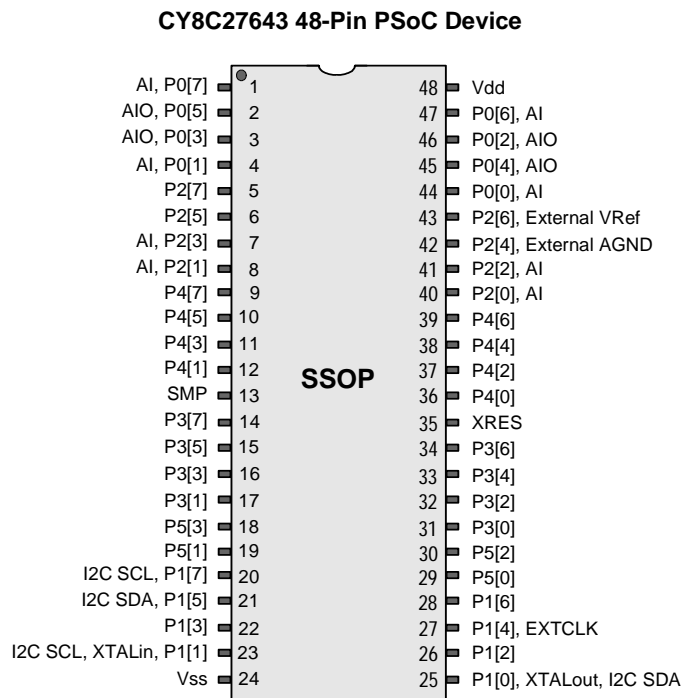 CY8C27643 48-Pin PSoC Device
AI, P0[7] 1 48 Vdd
AIO, P0[5] 2 47 P0[6], AI
AIO, P0[3] 3 46 P0[2], AIO
AI, P0[1] 4 45 P0[4], AIO
P2[7] 5 44 P0[0], AI
P2[5] 6 43 P2[6], External VRef
AI, P2[3] 7 42 P2[4], External AGND
AI, P2[1] 8 41 P2[2], AI
P4[7] 9 40 P2[0], AI
P4[5] 10 39 P4[6]
P4[3] 11 38 P4[4]
P4[1] 12 SSOP 37 P4[2]
SMP 13 36 P4[0]
P3[7] 14 35 XRES
P3[5] 15 34 P3[6]
P3[3] 16 33 P3[4]
P3[1] 17 32 P3[2]
P5[3] 18 31 P3[0]
P5[1] 19 30 P5[2]
I2C SCL, P1[7] 20 29 P5[0]
I2C SDA, P1[5] 21 28 P1[6]
P1[3] 22 27 P1[4], EXTCLK
I2C SCL, XTALin, P1[1] 23 26 P1[2]
Vss 24 25 P1[0], XTALout, I2C SDA